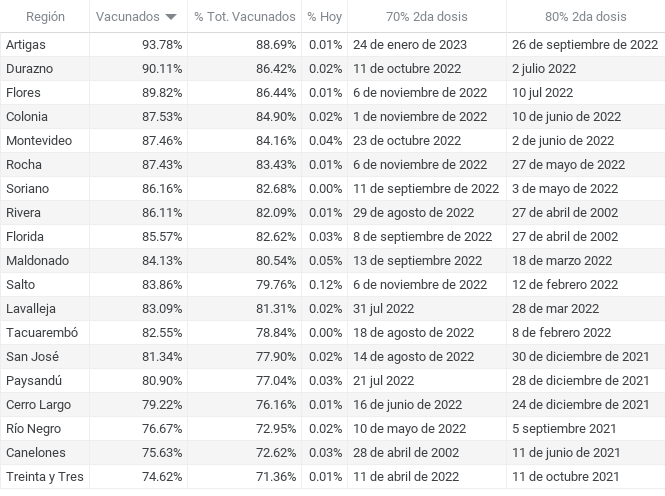 Región Vacunados % Tot. Vacunados % Hoy 70% 2da dosis 80% 2da dosis
Artigas 93.78% 88.69% 0.01% 24 de enero de 2023 26 de septiembre de 2022
Durazno 90.11% 86.42% 0.02% 11 de octubre 2022 2 julio 2022
Flores 89.82% 86.44% 0.01% 6 de noviembre de 2022 10 jul 2022
Colonia 87.53% 84.90% 0.02% 1 de noviembre de 2022 10 de junio de 2022
Montevideo 87.46% 84.16% 0.04% 23 de octubre 2022 2 de junio de 2022
Rocha 87.43% 83.43% 0.01% 6 de noviembre de 2022 27 de mayo de 2022
Soriano 86.16% 82.68% 0.00% 11 de septiembre de 2022 3 de mayo de 2022
Rivera 86.11% 82.09% 0.01% 29 de agosto de 2022 27 de abril de 2002
Florida 85.57% 82.62% 0.03% 8 de septiembre de 2022 27 de abril de 2002
Maldonado 84.13% 80.54% 0.05% 13 de septiembre 2022 18 de marzo 2022
Salto 83.86% 79.76% 0.12% 6 de noviembre de 2022 12 de febrero 2022
Lavalleja 83.09% 81.31% 0.02% 31 jul 2022 28 de mar 2022
Tacuarembó 82.55% 78.84% 0.00% 18 de agosto de 2022 8 de febrero 2022
San José 81.34% 77.90% 0.02% 14 de agosto de 2022 30 de diciembre de 2021
Paysandú 80.90% 77.04% 0.03% 21 jul 2022 28 de diciembre de 2021
Cerro Largo 79.22% 76.16% 0.01% 16 de junio de 2022 24 de diciembre de 2021
Río Negro 76.67% 72.95% 0.02% 10 de mayo de 2022 5 septiembre 2021
Canelones 75.63% 72.62% 0.03% 28 de abril de 2002 11 de junio de 2021
Treinta y Tres 74.62% 71.36% 0.01% 11 de abril de 2022 11 de octubre 2021